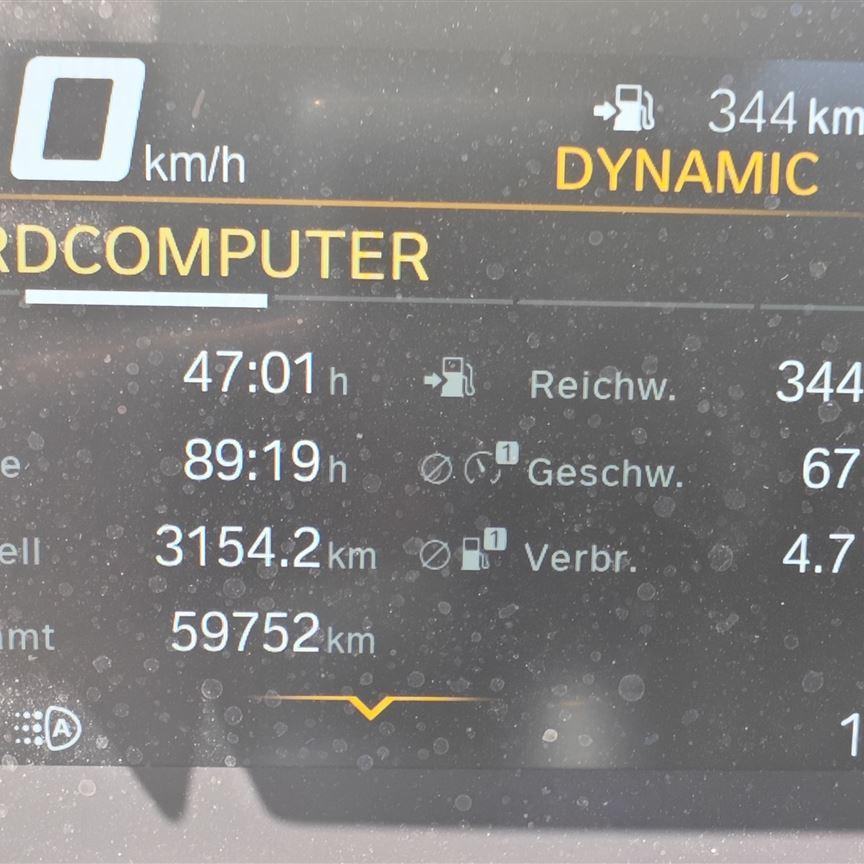 0 km/h 344 km
DYNAMIC
RDCOMPUTER
47:01 h Reichw. 344
e 89:19 h 1 Geschw. 67
ell 3154.2 km 1 Verbr. 4.7
amt 59752 km
A 1